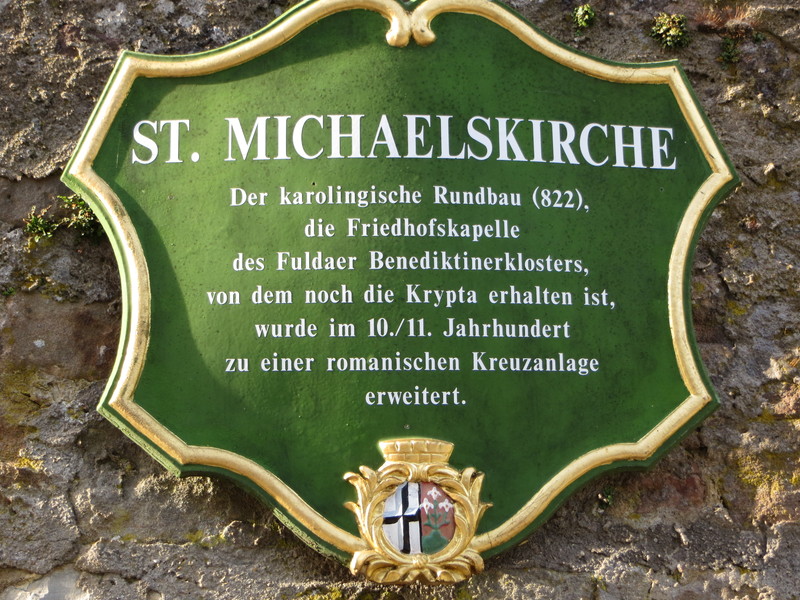 ST. MICHAELSKIRCHE
Der karolingische Rundbau (822),
die Friedhofskapelle
des Fuldaer Benediktinerklosters,
von dem noch die Krypta erhalten ist,
wurde im 10./11. Jahrhundert
zu einer romanischen Kreuzanlage
erweitert.